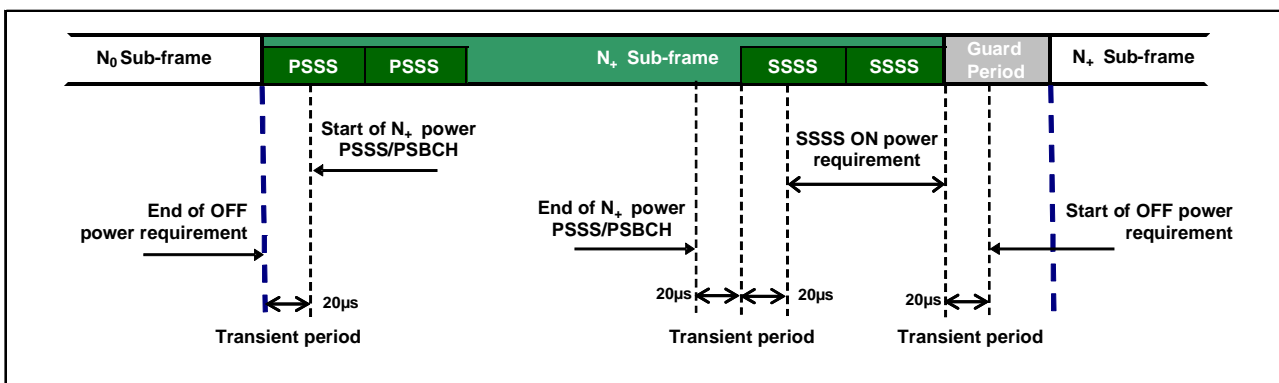 N₀ Sub-frame
PSSS
PSSS
N₊ Sub-frame
SSSS
SSSS
Guard
Period
N₊ Sub-frame
Start of N₊ power
PSSS/PSBCH
SSSS ON power
requirement
End of OFF
power requirement
End of N₊ power
PSSS/PSBCH
Start of OFF power
requirement
20µs
20µs
20µs
20µs
Transient period
Transient period
Transient period